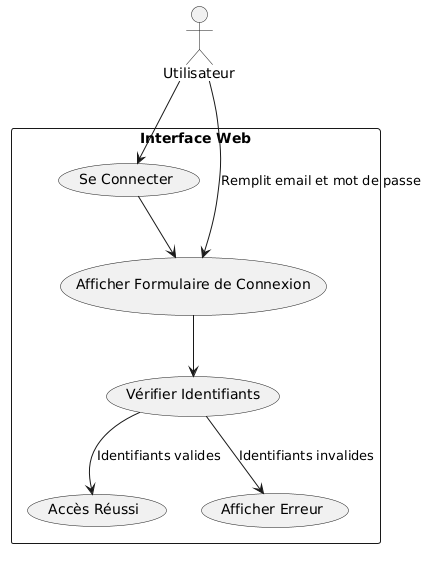 Utilisateur
Interface Web
Se Connecter
Remplit email et mot de passe
Afficher Formulaire de Connexion
Vérifier Identifiants
Identifiants valides
Identifiants invalides
Accès Réussi
Afficher Erreur